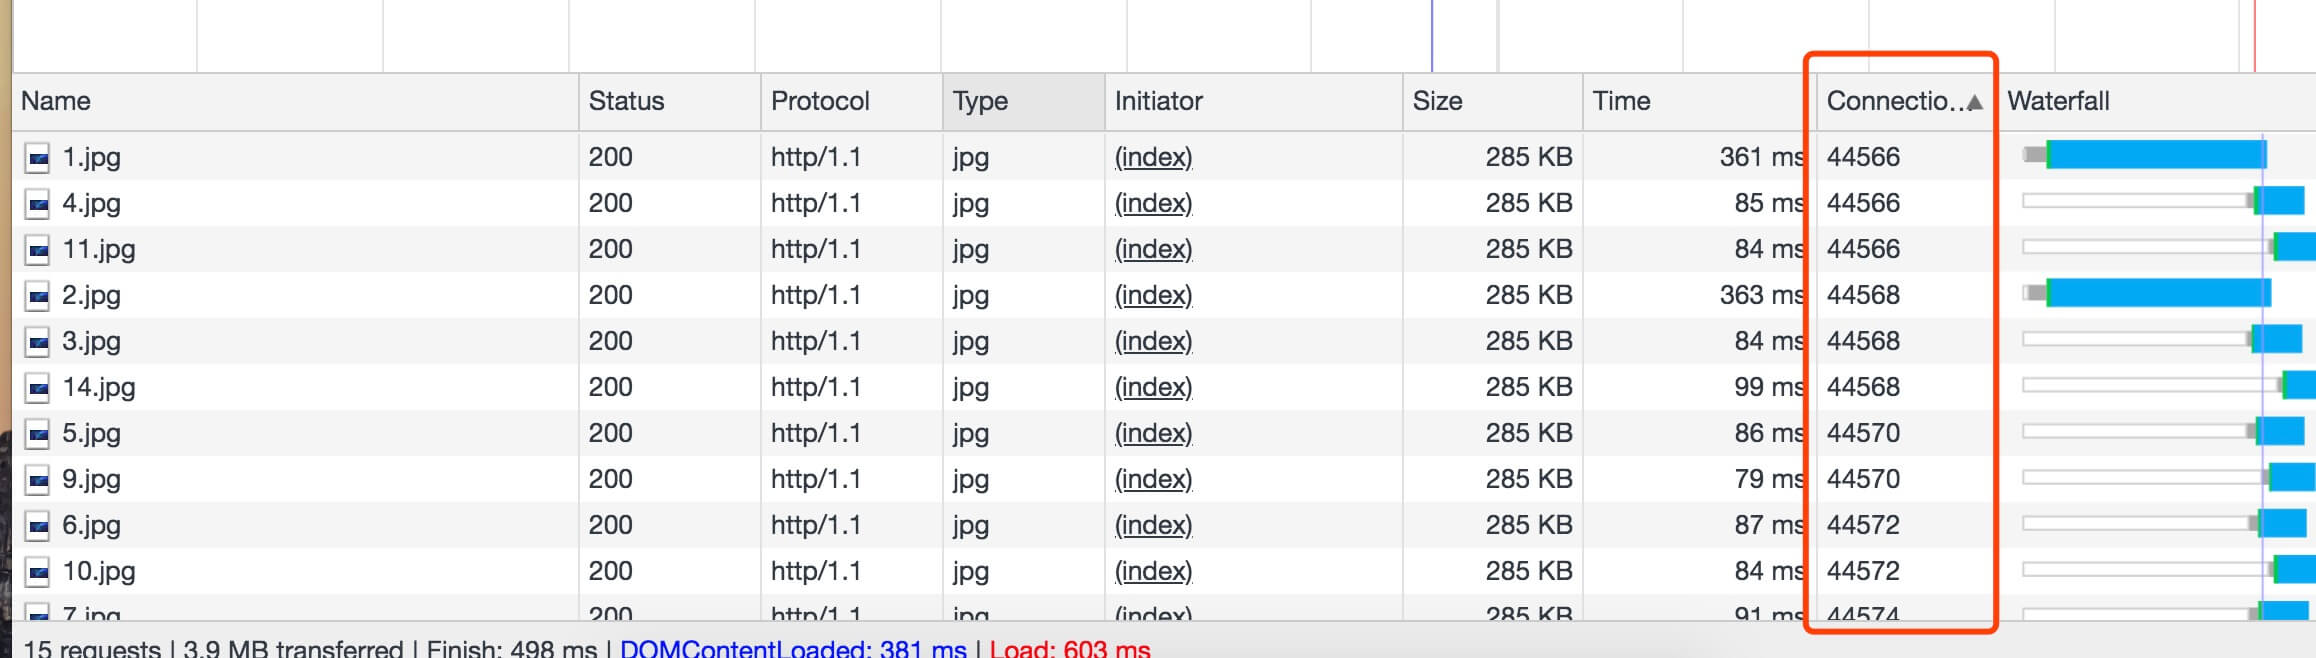 Name Status Protocol Type Initiator Size Time Connectio... Waterfall
1.jpg 200 http/1.1 jpg (index) 285 KB 361 ms 44566
4.jpg 200 http/1.1 jpg (index) 285 KB 85 ms 44566
11.jpg 200 http/1.1 jpg (index) 285 KB 84 ms 44566
2.jpg 200 http/1.1 jpg (index) 285 KB 363 ms 44568
3.jpg 200 http/1.1 jpg (index) 285 KB 84 ms 44568
14.jpg 200 http/1.1 jpg (index) 285 KB 99 ms 44568
5.jpg 200 http/1.1 jpg (index) 285 KB 86 ms 44570
9.jpg 200 http/1.1 jpg (index) 285 KB 79 ms 44570
6.jpg 200 http/1.1 jpg (index) 285 KB 87 ms 44572
10.jpg 200 http/1.1 jpg (index) 285 KB 84 ms 44572
7.jpg 200 http/1.1 jpg (index) 285 KB 91 ms 44574
15 requests | 3.9 MB transferred | Finish: 498 ms | DOMContentLoaded: 381 ms | Load: 603 ms